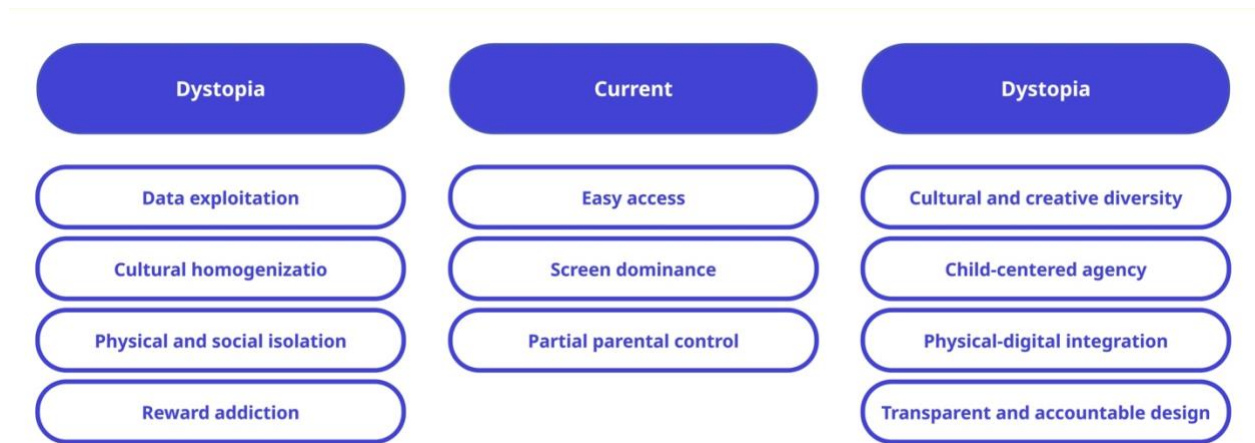 Dystopia
Current
Dystopia
Data exploitation
Easy access
Cultural and creative diversity
Cultural homogenizatio
Screen dominance
Child-centered agency
Physical and social isolation
Partial parental control
Physical-digital integration
Reward addiction
Transparent and accountable design